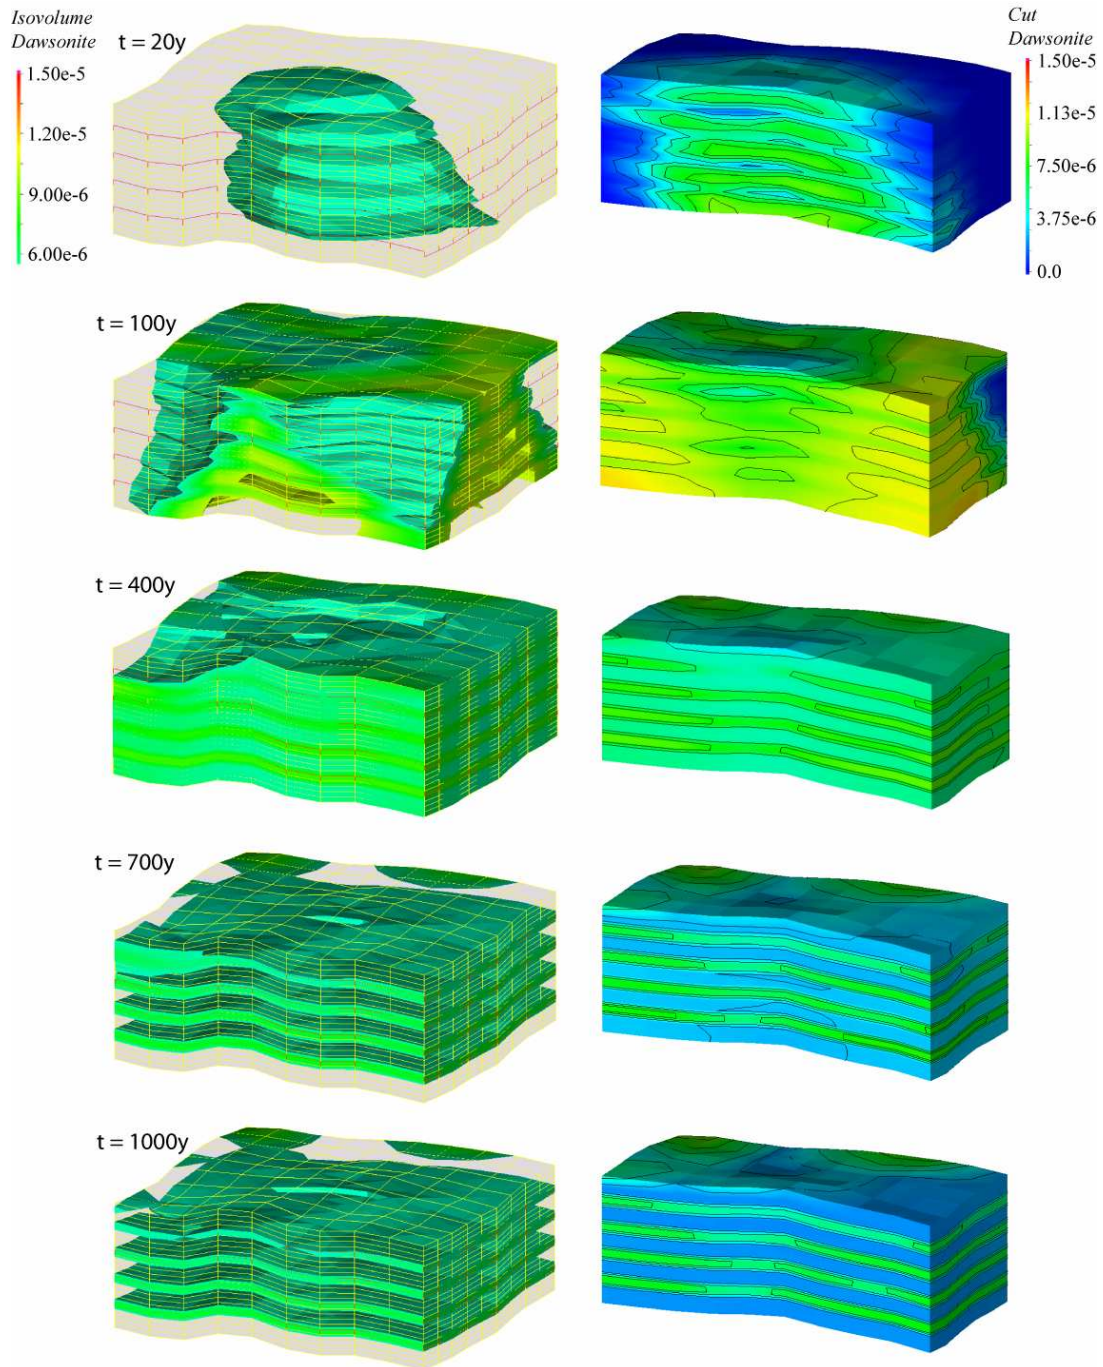 Isovolume
Dawsonite
1.50e-5
1.20e-5
9.00e-6
6.00e-6
t = 20y
Cut
Dawsonite
1.50e-5
1.13e-5
7.50e-6
3.75e-6
0.0
t = 100y
t = 400y
t = 700y
t = 1000y